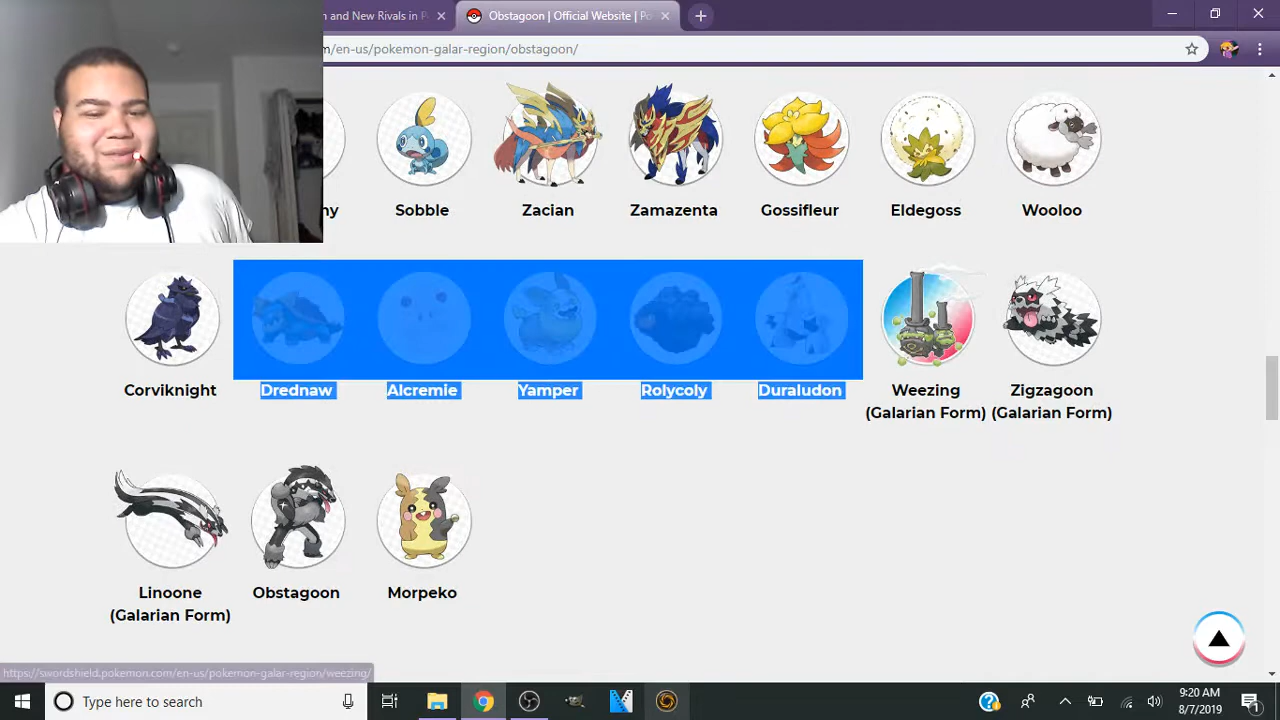 n and New Rivals in P
Obstagoon | Official Website | Po
m/en-us/pokemon-galar-region/obstagoon/
ny
Sobble
Zacian
Zamazenta
Gossifleur
Eldegoss
Wooloo
Corviknight
Drednaw
Alcremie
Yamper
Rolycoly
Duraludon
Weezing
(Galarian Form)
Zigzagoon
(Galarian Form)
Linoone
(Galarian Form)
Obstagoon
Morpeko
https://swordshield.pokemon.com/en-us/pokemon-galar-region/weezing/
Type here to search
9:20 AM
8/7/2019